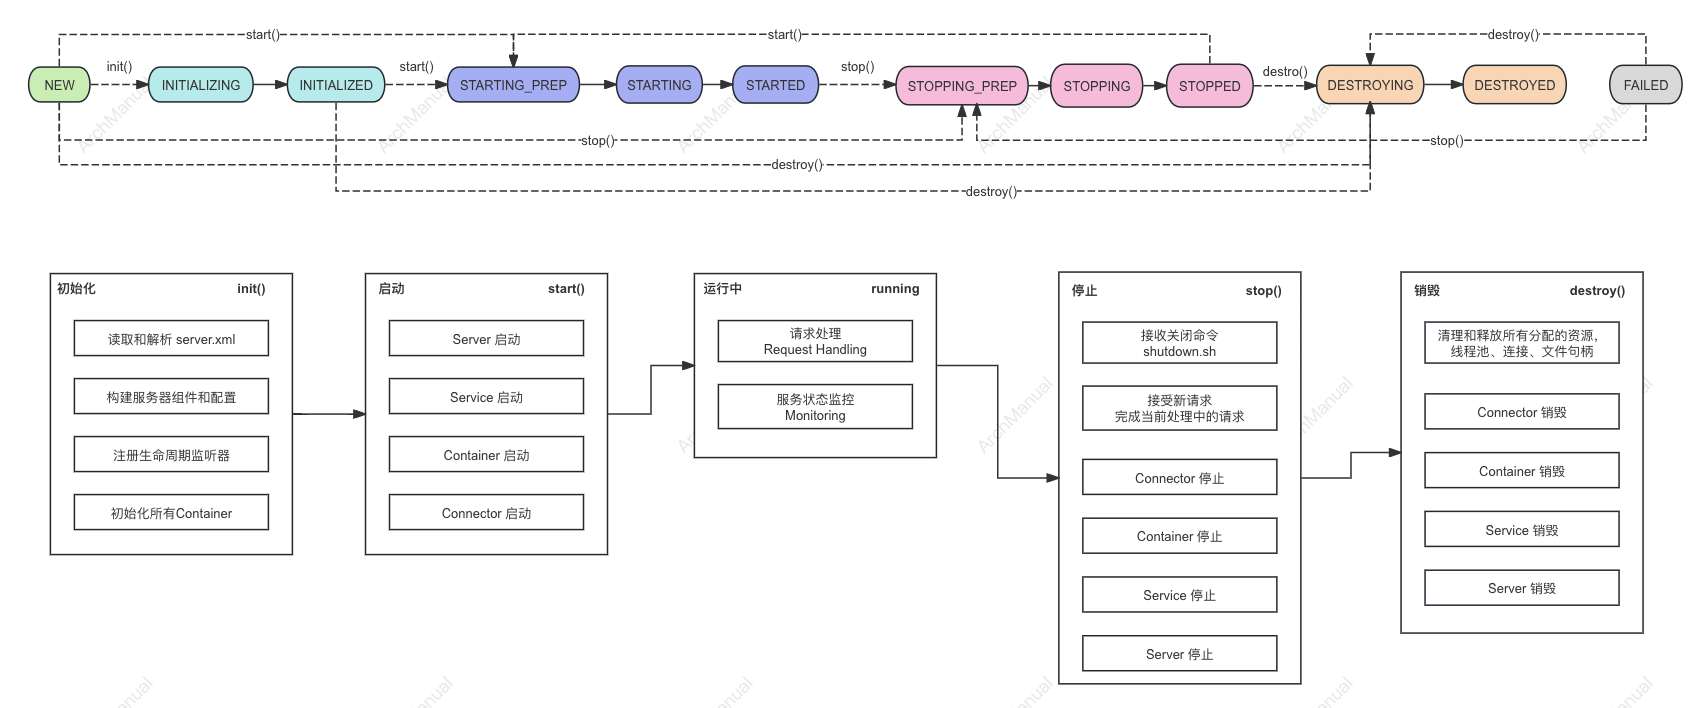 start()
start()
destroy()
init()
start()
stop()
destro()
NEW
INITIALIZING
INITIALIZED
STARTING_PREP
STARTING
STARTED
STOPPING_PREP
STOPPING
STOPPED
DESTROYING
DESTROYED
FAILED
stop()
stop()
destroy()
destroy()
ArchManual
ArchManual
ArchManual
ArchManual
ArchManual
ArchManual
初始化 init()
读取和解析 server.xml
构建服务器组件和配置
注册生命周期监听器
初始化所有Container
启动 start()
Server 启动
Service 启动
Container 启动
Connector 启动
运行中 running
请求处理
Request Handling
服务状态监控
Monitoring
停止 stop()
接收关闭命令
shutdown.sh
接受新请求
完成当前处理中的请求
Connector 停止
Container 停止
Service 停止
Server 停止
销毁 destroy()
清理和释放所有分配的资源，
线程池、连接、文件句柄
Connector 销毁
Container 销毁
Service 销毁
Server 销毁
ArchManual